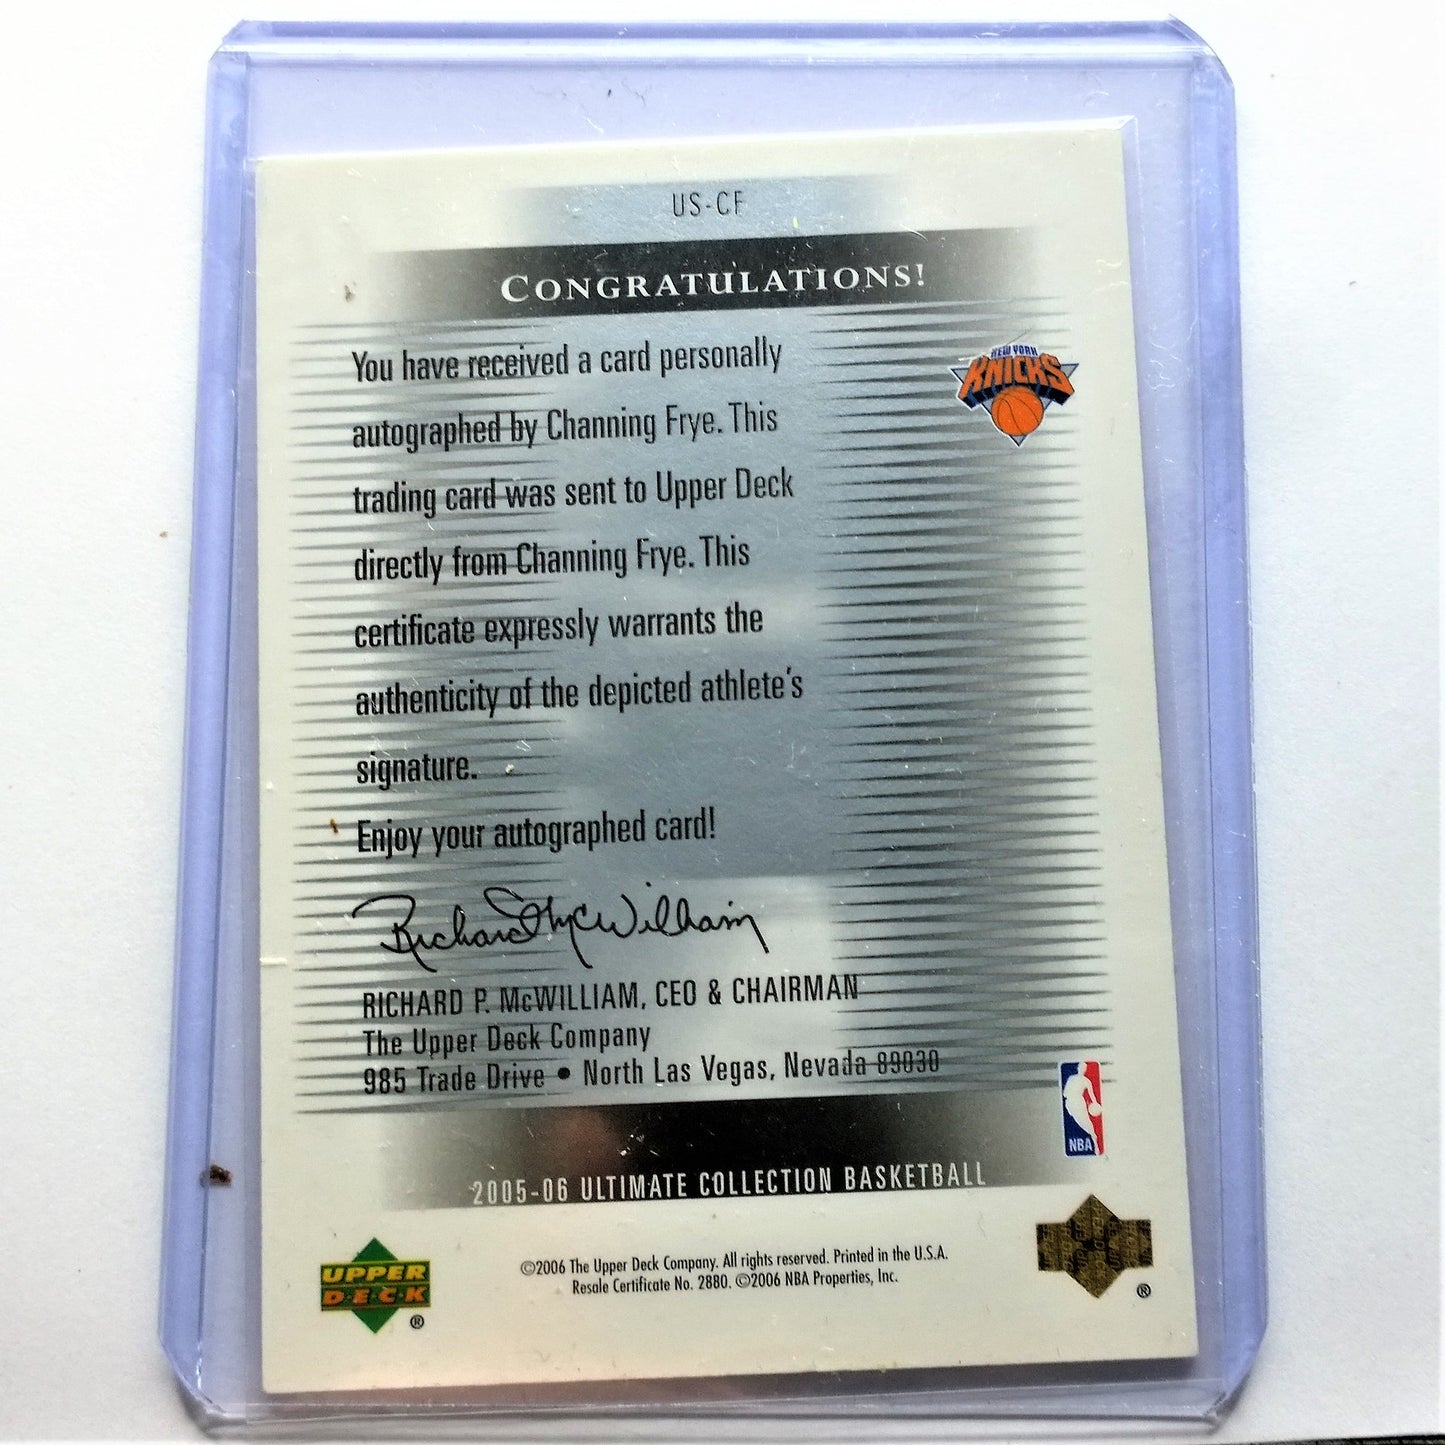 US-CF
CONGRATULATIONS!
You have received a card personally
autographed by Channing Frye. This
trading card was sent to Upper Deck
directly from Channing Frye. This
certificate expressly warrants the
authenticity of the depicted athlete's
signature.
Enjoy your autographed card!
NEW YORK
KNICKS
Richard McWilliam
RICHARD P. McWILLIAM, CEO & CHAIRMAN
The Upper Deck Company
985 Trade Drive • North Las Vegas, Nevada 89030
NBA
2005-06 ULTIMATE COLLECTION BASKETBALL
UPPER
D·E·C·K
®
©2006 The Upper Deck Company. All rights reserved. Printed in the U.S.A.
Resale Certificate No. 2880. ©2006 NBA Properties, Inc.
®